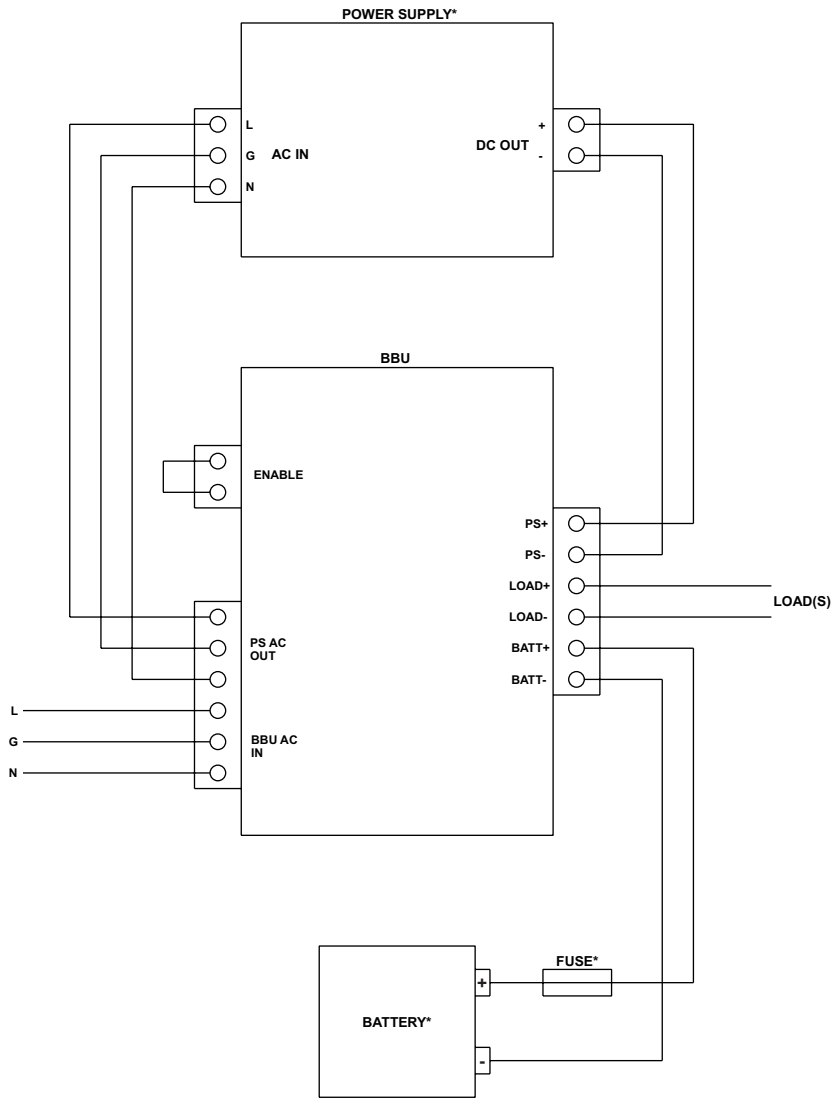 POWER SUPPLY*
L
G AC IN
N
+
DC OUT
-
BBU
ENABLE
PS+
PS-
LOAD+
LOAD-
BATT+
BATT-
LOAD(S)
PS AC
OUT
L
G
N
BBU AC
IN
FUSE*
+
BATTERY*
-